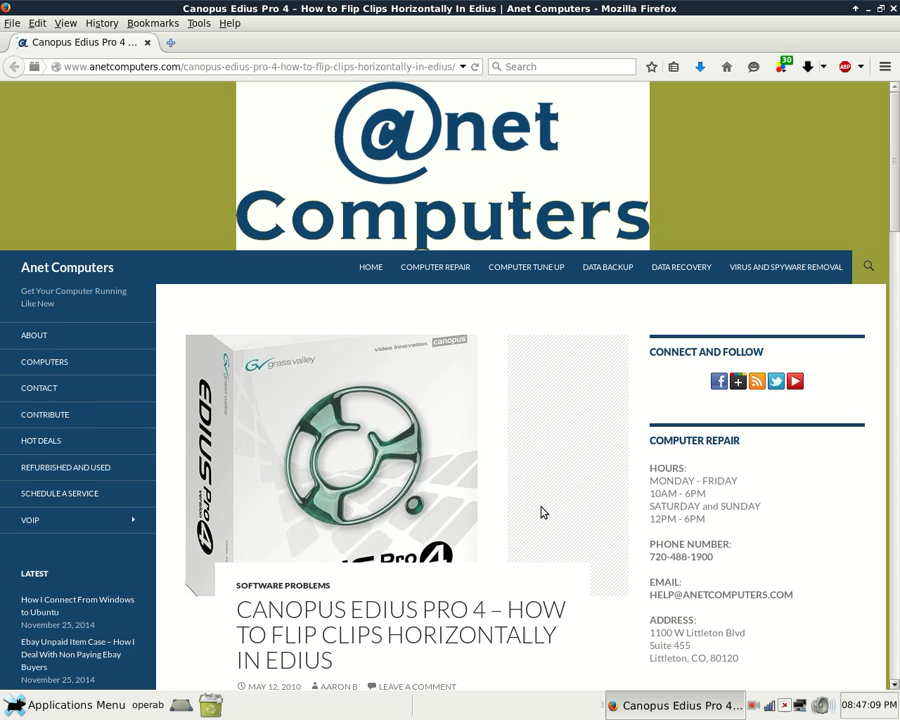 Canopus Edius Pro 4 – How to Flip Clips Horizontally In Edius | Anet Computers - Mozilla Firefox
File Edit View History Bookmarks Tools Help
Canopus Edius Pro 4 ...
www.anetcomputers.com/canopus-edius-pro-4-how-to-flip-clips-horizontally-in-edius/
Search
30
ABP
@net
Computers
Anet Computers
HOME COMPUTER REPAIR COMPUTER TUNE UP DATA BACKUP DATA RECOVERY VIRUS AND SPYWARE REMOVAL
Get Your Computer Running
Like New
ABOUT
COMPUTERS
CONTACT
CONTRIBUTE
HOT DEALS
REFURBISHED AND USED
SCHEDULE A SERVICE
VOIP
LATEST
How I Connect From Windows
to Ubuntu
November 25, 2014
Ebay Unpaid Item Case – How I
Deal With Non Paying Ebay
Buyers
November 25, 2014
video innovation canopus
GV grass valley
EDIUS Pro 4
version
Pro 4
SOFTWARE PROBLEMS
CANOPUS EDIUS PRO 4 – HOW
TO FLIP CLIPS HORIZONTALLY
IN EDIUS
MAY 12, 2010 AARON B LEAVE A COMMENT
CONNECT AND FOLLOW
COMPUTER REPAIR
HOURS:
MONDAY - FRIDAY
10AM - 6PM
SATURDAY and SUNDAY
12PM - 6PM
PHONE NUMBER:
720-488-1900
EMAIL:
HELP@ANETCOMPUTERS.COM
ADDRESS:
1100 W Littleton Blvd
Suite 455
Littleton, CO, 80120
Applications Menu operab
Canopus Edius Pro 4...
08:47:09 PM